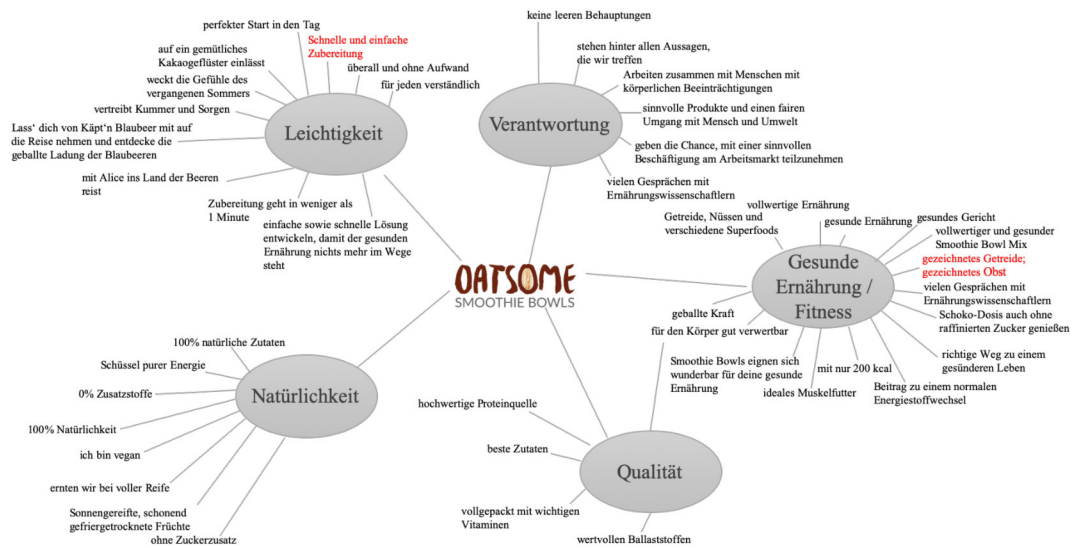 perfekter Start in den Tag
Schnelle und einfache
Zubereitung
auf ein gemütliches
Kakaogeflüster einlässt
überall und ohne Aufwand
weckt die Gefühle des
vergangenen Sommers
für jeden verständlich
vertreibt Kummer und Sorgen
Lass‘ dich von Käpt‘n Blaubeer mit auf
die Reise nehmen und entdecke die
geballte Ladung der Blaubeeren
Leichtigkeit
mit Alice ins Land der Beeren
reist
Zubereitung geht in weniger als
1 Minute
einfache sowie schnelle Lösung
entwickeln, damit der gesunden
Ernährung nichts mehr im Wege
steht
keine leeren Behauptungen
stehen hinter allen Aussagen,
die wir treffen
Arbeiten zusammen mit Menschen mit
körperlichen Beeinträchtigungen
sinnvolle Produkte und einen fairen
Umgang mit Mensch und Umwelt
Verantwortung
geben die Chance, mit einer sinnvollen
Beschäftigung am Arbeitsmarkt teilzunehmen
vielen Gesprächen mit
Ernährungswissenschaftlern
OATSOME
SMOOTHIE BOWLS
vollwertige Ernährung
Getreide, Nüssen und
verschiedene Superfoods
gesunde Ernährung
gesundes Gericht
vollwertiger und gesunder
Smoothie Bowl Mix
gezeichnetes Getreide;
gezeichnetes Obst
Gesunde
Ernährung /
Fitness
vielen Gesprächen mit
Ernährungswissenschaftlern
Schoko-Dosis auch ohne
raffinierten Zucker genießen
geballte Kraft
für den Körper gut verwertbar
richtige Weg zu einem
gesünderen Leben
Smoothie Bowls eignen sich
wunderbar für deine gesunde
Ernährung
mit nur 200 kcal
ideales Muskelfutter
Beitrag zu einem normalen
Energiestoffwechsel
100% natürliche Zutaten
Schüssel purer Energie
0% Zusatzstoffe
Natürlichkeit
100% Natürlichkeit
ich bin vegan
ernten wir bei voller Reife
Sonnengereifte, schonend
gefriergetrocknete Früchte
ohne Zuckerzusatz
hochwertige Proteinquelle
beste Zutaten
Qualität
vollgepackt mit wichtigen
Vitaminen
wertvollen Ballaststoffen